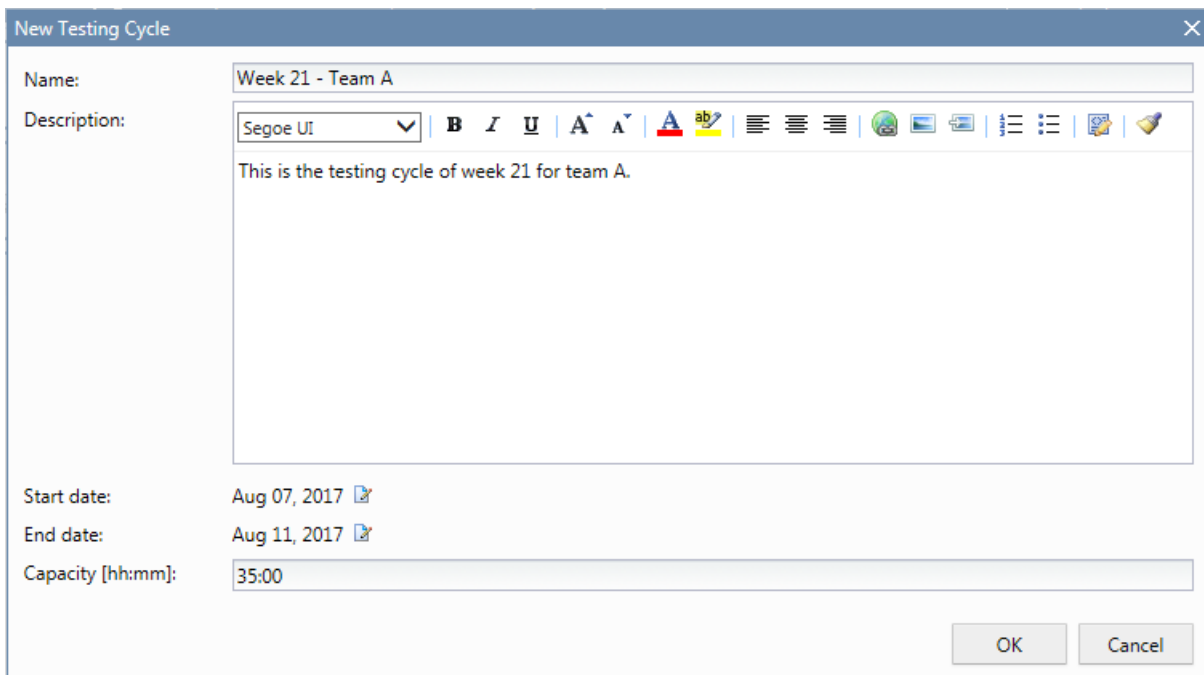 New Testing Cycle
Name: Week 21 - Team A
Description: Segoe UI B I U A A A ab
This is the testing cycle of week 21 for team A.
Start date: Aug 07, 2017
End date: Aug 11, 2017
Capacity [hh:mm]: 35:00
OK Cancel